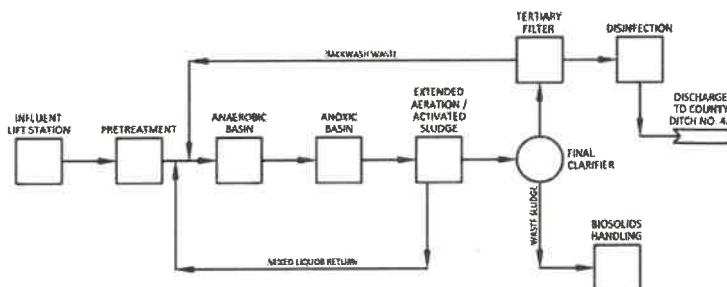 TERTIARY
FILTER
DISINFECTION
BACKWASH WASTE
DISCHARGE
TO COUNTY
DITCH NO. 4
INFLUENT
LIFT STATION
PRETREATMENT
ANAEROBIC
BASIN
ANOXIC
BASIN
EXTENDED
AERATION /
ACTIVATED
SLUDGE
FINAL
CLARIFIER
WASTE SLUDGE
BIOSOLIDS
HANDLING
MIXED LIQUOR RETURN